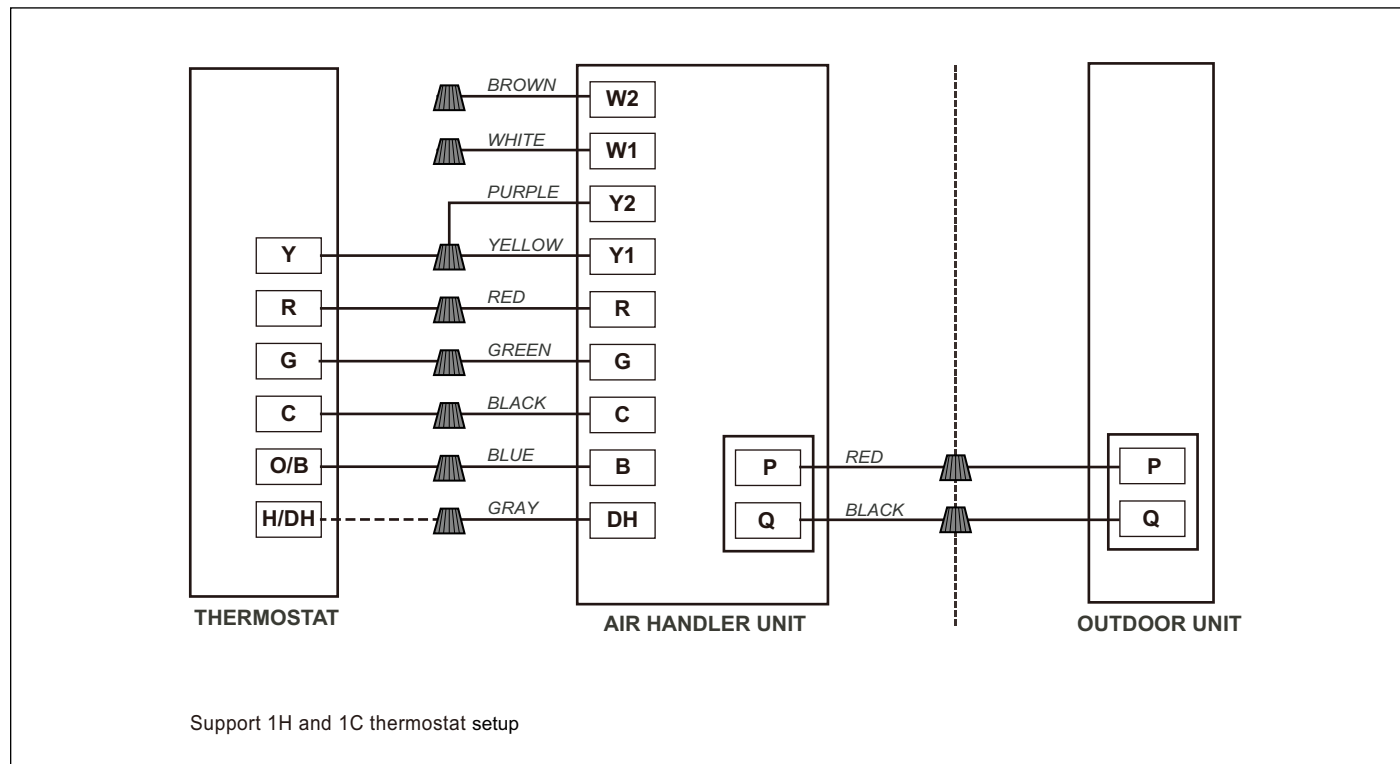 BROWN
W2
WHITE
W1
PURPLE
Y2
Y YELLOW Y1
R RED R
G GREEN G
C BLACK C
O/B BLUE B P RED P
H/DH GRAY DH Q BLACK Q
THERMOSTAT AIR HANDLER UNIT OUTDOOR UNIT
Support 1H and 1C thermostat setup